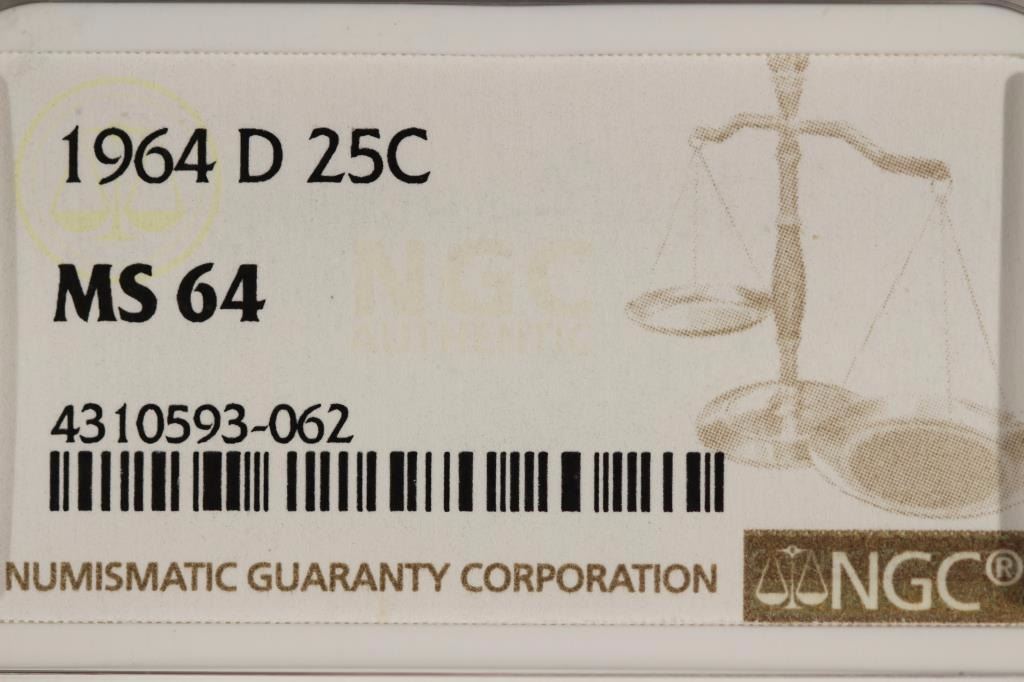 1964 D 25C
MS 64
NGC
AUTHENTIC
4310593-062
NUMISMATIC GUARANTY CORPORATION
NGC®